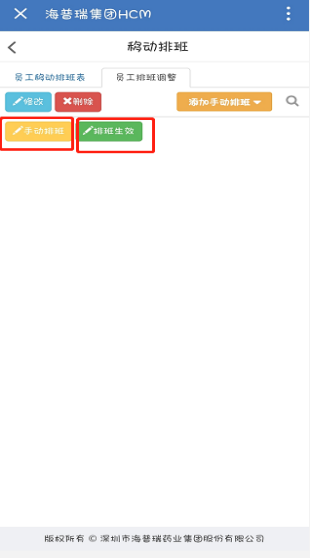 海普瑞集团HCM
移动排班
员工移动排班表 员工排班调整
修改 删除 添加手动排班
手动排班 排班生效
版权所有 © 深圳市海普瑞药业集团股份有限公司